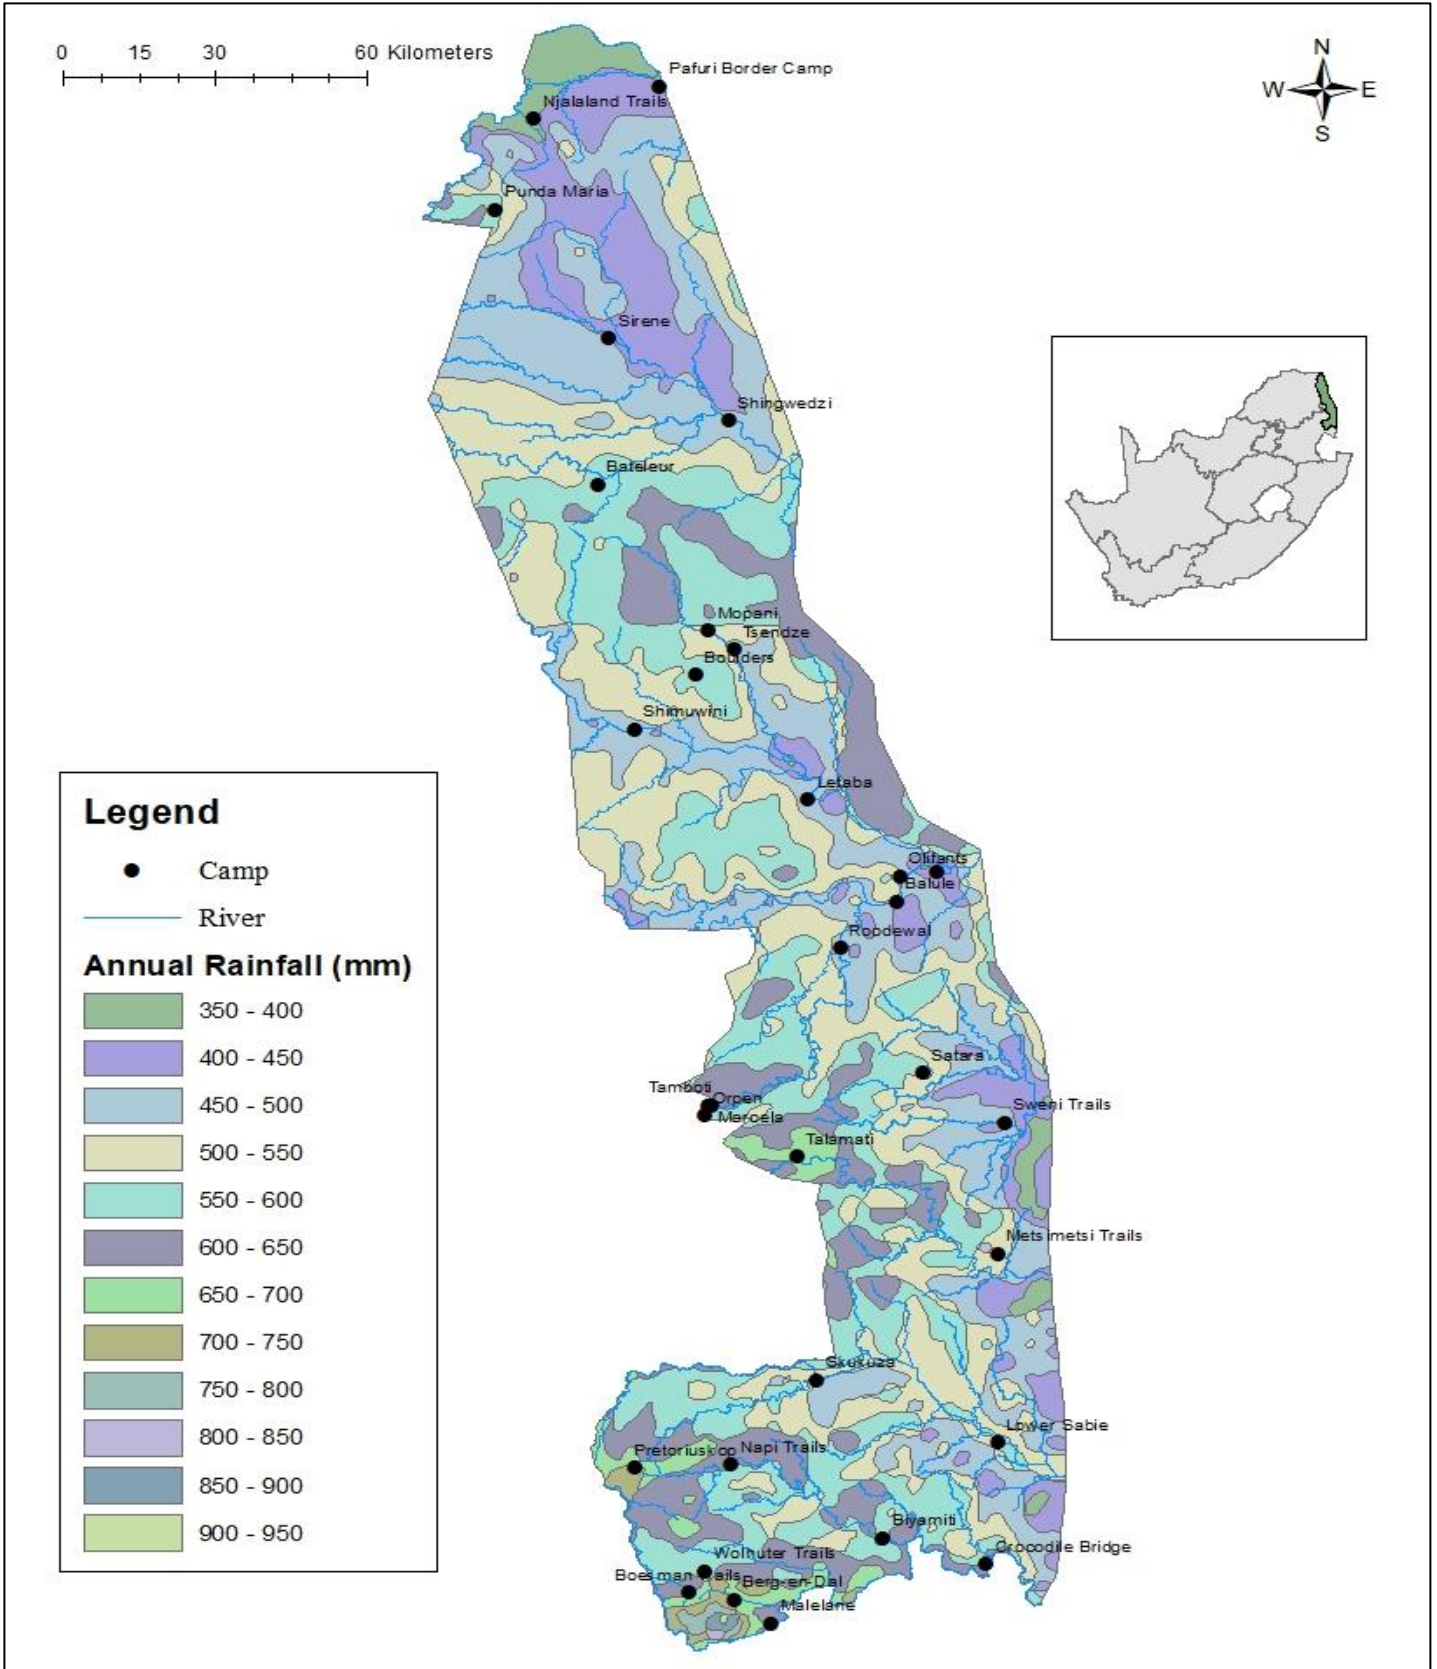 0 15 30 60 Kilometers
N
W E
S
Pafuri Border Camp
Njalaland Trails
Punda Maria
Sirene
Shingwedzi
Bateleur
Mopani
Tsendze
Boulders
Shimuwini
Letaba
Olifants
Balule
Roodewal
Satara
Tamboti
Orpen
Maroela
Sweni Trails
Talamati
Metsimetsi Trails
Skukuza
Lower Sabie
Pretoriuskop
Napi Trails
Biyamiti
Crocodile Bridge
Wolhuter Trails
Boesman Trails
Berg-en-Dal
Malelane
Legend
Camp
River
Annual Rainfall (mm)
350 - 400
400 - 450
450 - 500
500 - 550
550 - 600
600 - 650
650 - 700
700 - 750
750 - 800
800 - 850
850 - 900
900 - 950